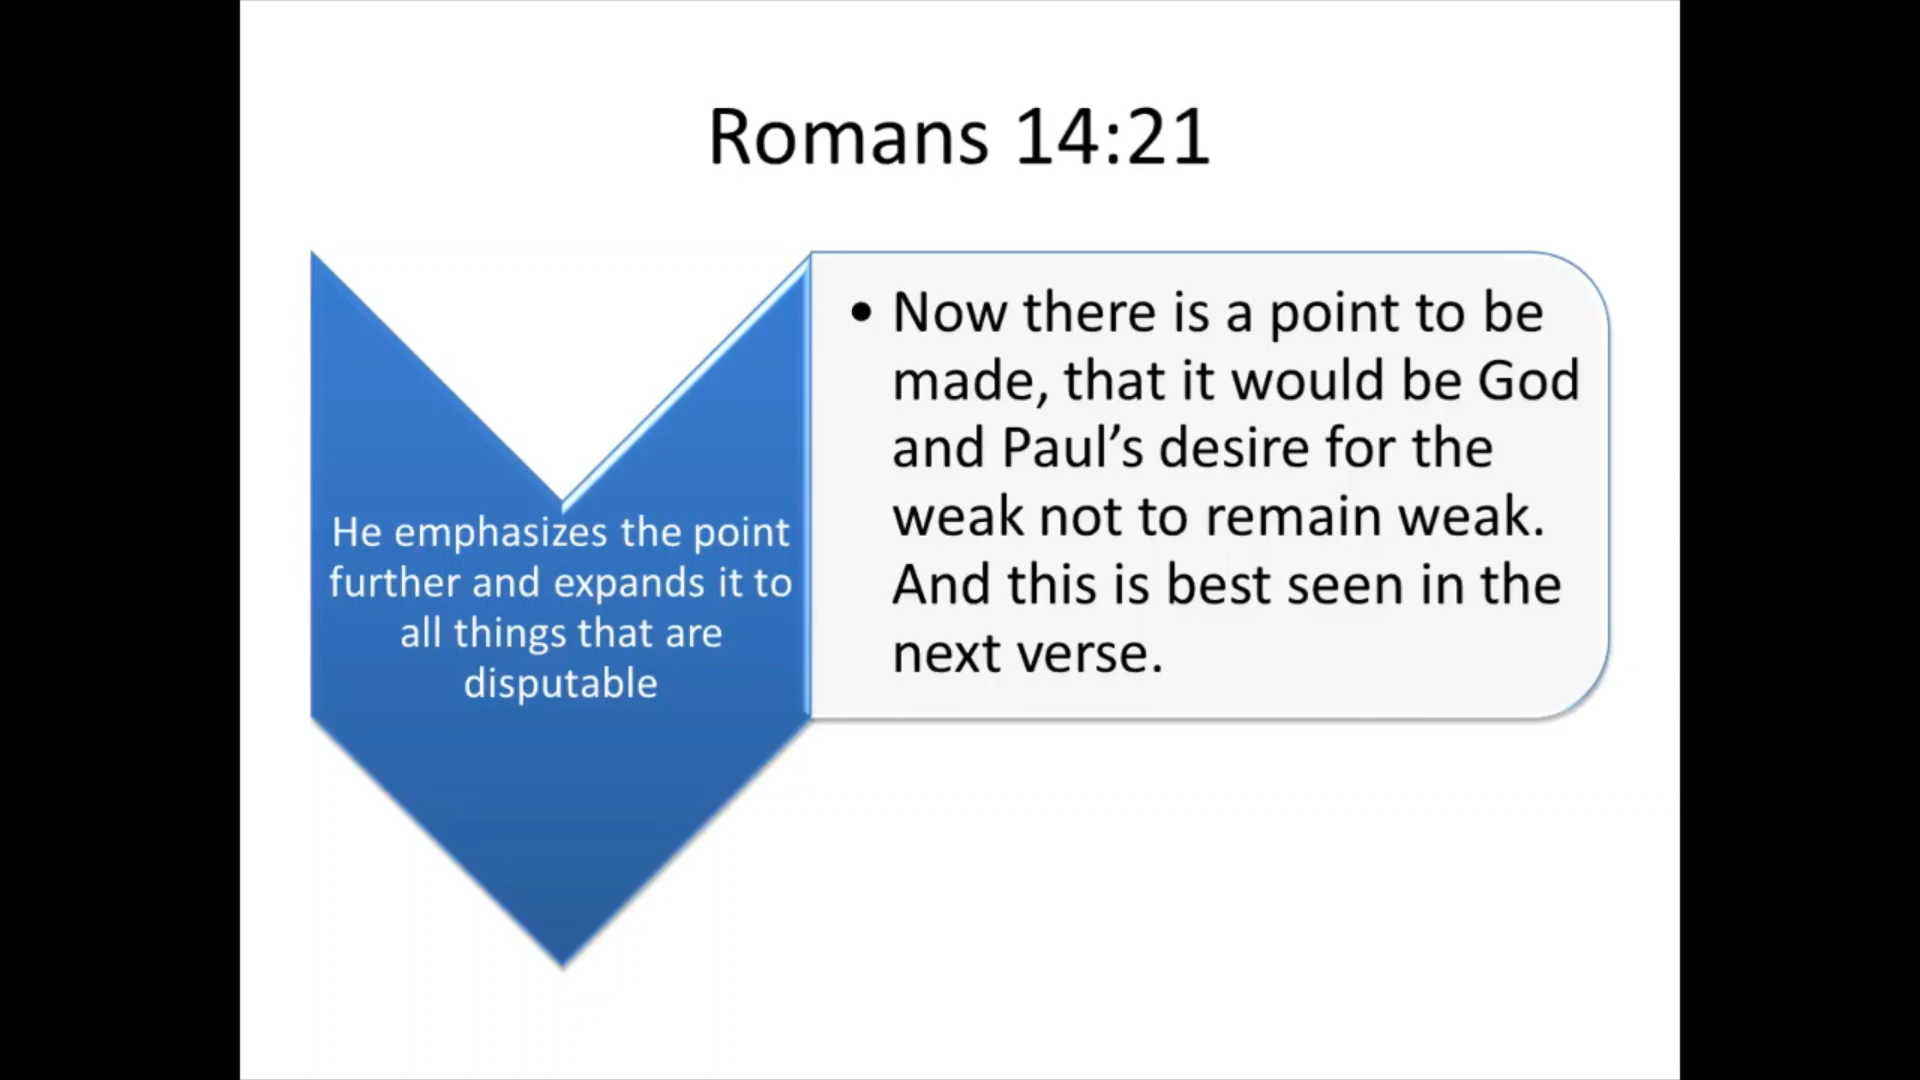 Romans 14:21
He emphasizes the point
further and expands it to
all things that are
disputable
• Now there is a point to be
made, that it would be God
and Paul’s desire for the
weak not to remain weak.
And this is best seen in the
next verse.